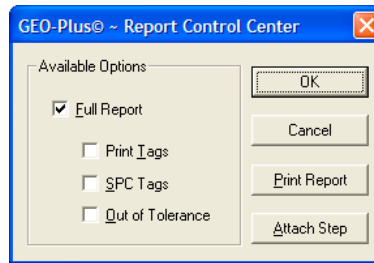 GEO-Plus© ~ Report Control Center
Available Options
Full Report
Print Tags
SPC Tags
Out of Tolerance
OK
Cancel
Print Report
Attach Step